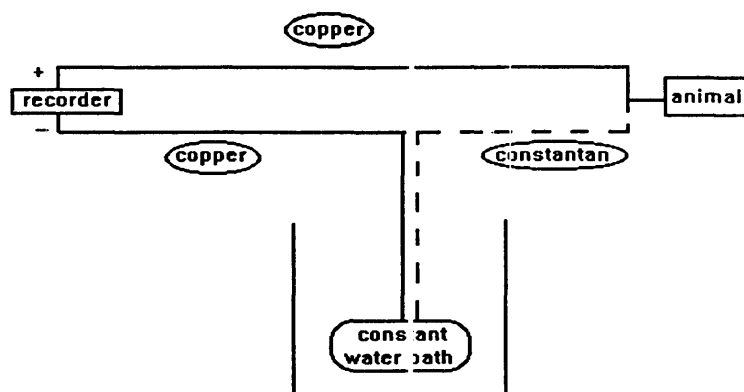 copper
+
recorder
animal
−
copper
constantan
constant
water bath